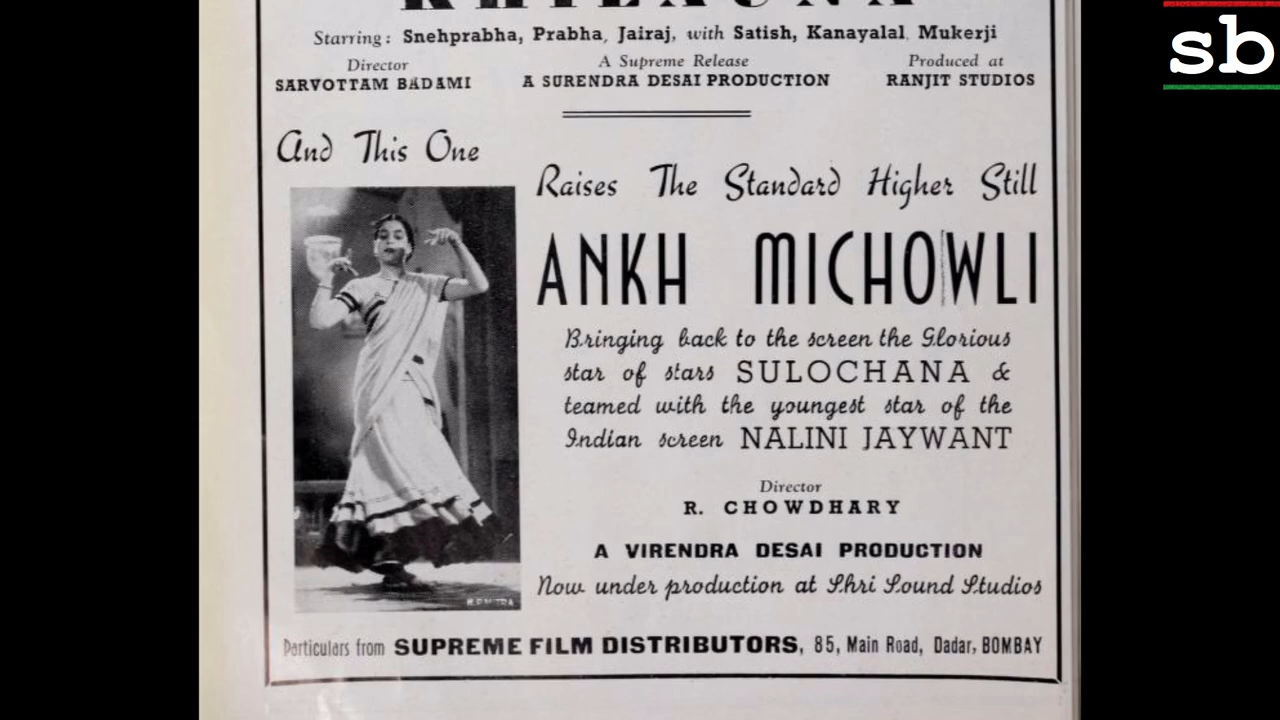 KHILAUNA
Starring: Snehprabha, Prabha, Jairaj, with Satish, Kanayalal, Mukerji
Director
SARVOTTAM BADAMI
A Supreme Release
A SURENDRA DESAI PRODUCTION
Produced at
RANJIT STUDIOS
And This One
Raises The Standard Higher Still
ANKH MICHOWLI
Bringing back to the screen the Glorious
star of stars SULOCHANA &
teamed with the youngest star of the
Indian screen NALINI JAYWANT
Director
R. CHOWDHARY
A VIRENDRA DESAI PRODUCTION
Now under production at Shri Sound Studios
Particulars from SUPREME FILM DISTRIBUTORS, 85, Main Road, Dadar, BOMBAY
sb